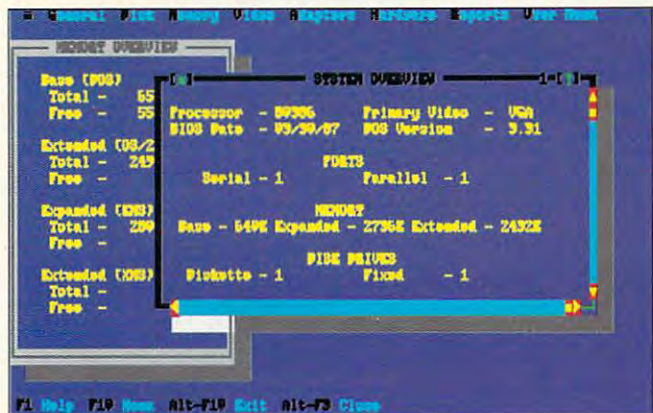 General Disk Memory Video Hardware Reports User Menu
MEMORY OVERVIEW
Base (DOS)
Total - 65
Free - 55
Extended (OS/2
Total - 249
Free -
Expanded (EMS)
Total - 280
Free -
Extended (XMS)
Total -
Free -
SYSTEM OVERVIEW 1
Processor - 80386 Primary Video - VGA
BIOS Date - 03/30/87 DOS Version - 3.31
PORTS
Serial - 1 Parallel - 1
MEMORY
Base - 640K Expanded - 2736K Extended - 2432K
DISK DRIVES
Diskette - 1 Fixed - 1
F1 Help F10 Menu Alt-F10 Exit Alt-F3 Close